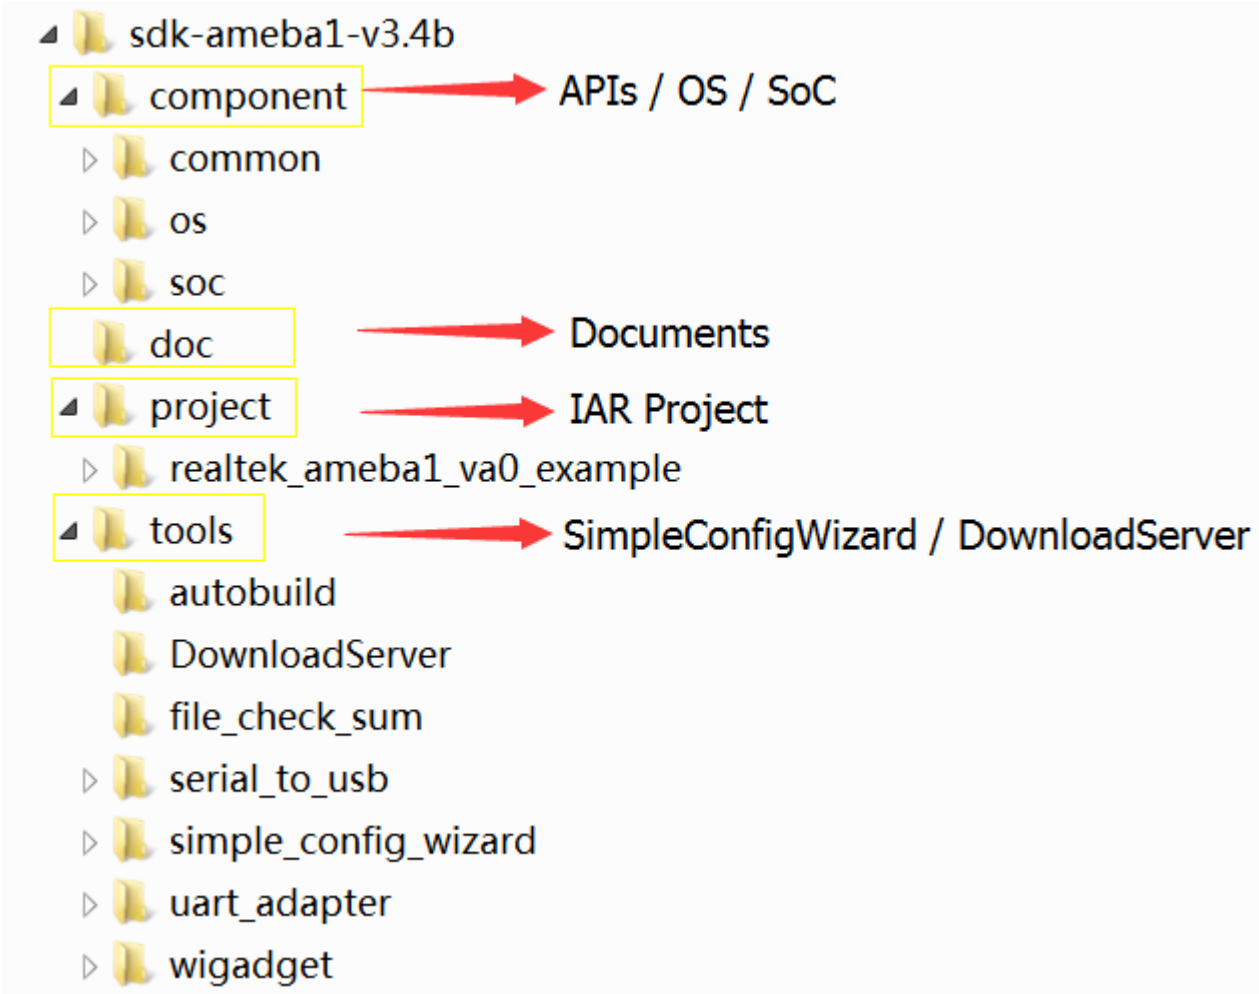 sdk-ameba1-v3.4b
component APIs / OS / SoC
common
os
soc
doc Documents
project IAR Project
realtek_ameba1_va0_example
tools SimpleConfigWizard / DownloadServer
autobuild
DownloadServer
file_check_sum
serial_to_usb
simple_config_wizard
uart_adapter
wigadget